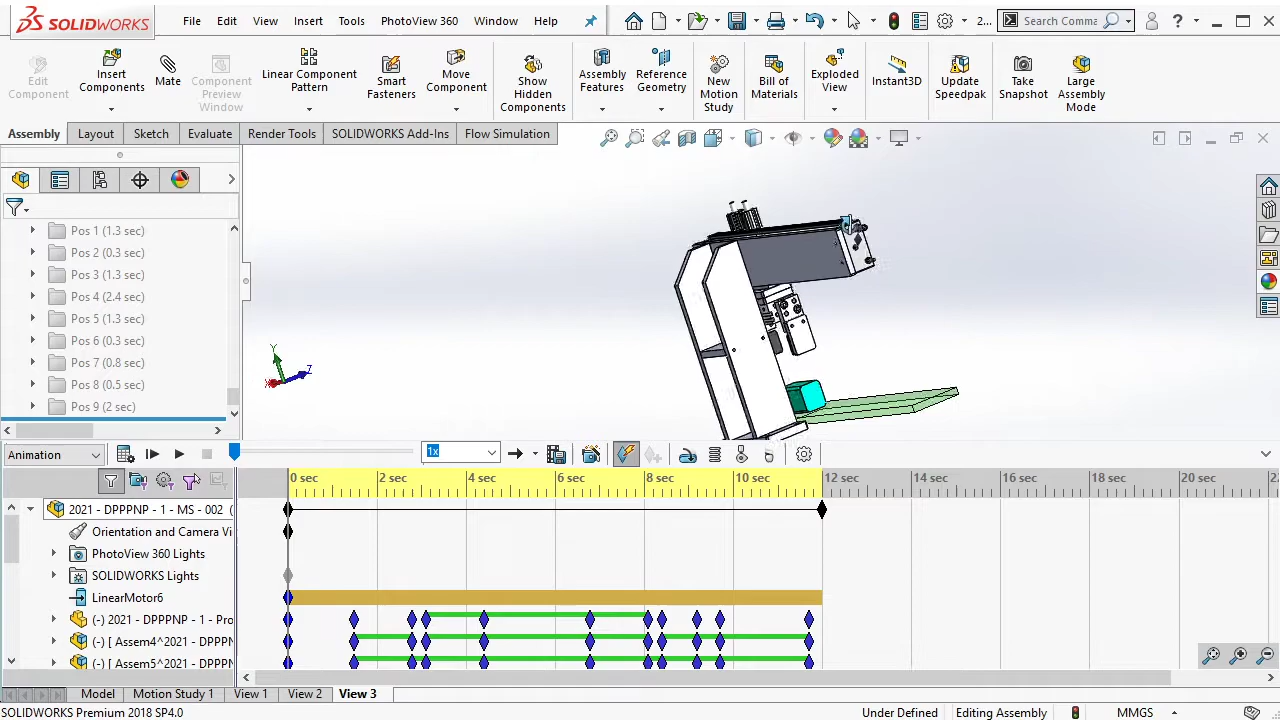 SOLIDWORKS File Edit View Insert Tools PhotoView 360 Window Help 2... Search Comma
Edit Component
Insert Components
Mate
Component Preview Window
Linear Component Pattern
Smart Fasteners
Move Component
Show Hidden Components
Assembly Features
Reference Geometry
New Motion Study
Bill of Materials
Exploded View
Instant3D
Update Speedpak
Take Snapshot
Large Assembly Mode
Assembly Layout Sketch Evaluate Render Tools SOLIDWORKS Add-Ins Flow Simulation
Pos 1 (1.3 sec)
Pos 2 (0.3 sec)
Pos 3 (1.3 sec)
Pos 4 (2.4 sec)
Pos 5 (1.3 sec)
Pos 6 (0.3 sec)
Pos 7 (0.8 sec)
Pos 8 (0.5 sec)
Pos 9 (2 sec)
Y
Z
Animation 1x
0 sec 2 sec 4 sec 6 sec 8 sec 10 sec 12 sec 14 sec 16 sec 18 sec 20 sec 2
2021 - DPPPNP - 1 - MS - 002 (
Orientation and Camera Vi
PhotoView 360 Lights
SOLIDWORKS Lights
LinearMotor6
(-) 2021 - DPPPNP - 1 - Pro
(-) [ Assem4^2021 - DPPPN
(-) [ Assem5^2021 - DPPPN
Model Motion Study 1 View 1 View 2 View 3
SOLIDWORKS Premium 2018 SP4.0 Under Defined Editing Assembly MMGS